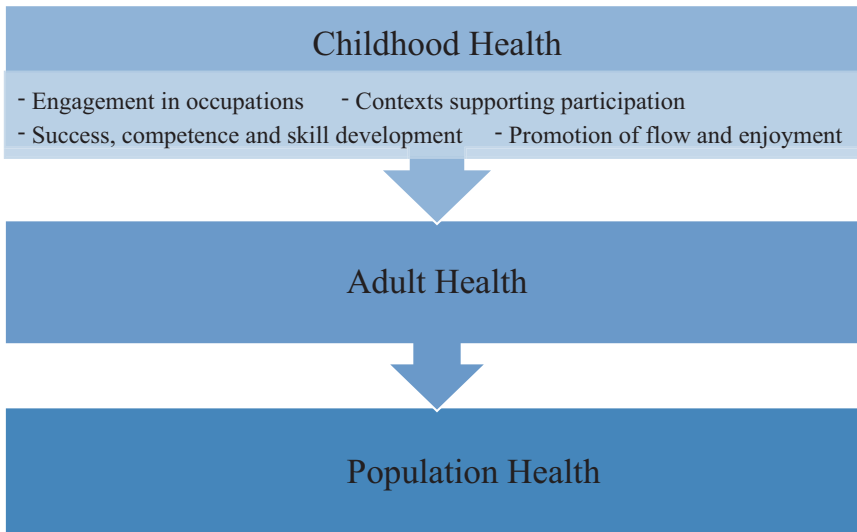 Childhood Health
- Engagement in occupations - Contexts supporting participation
- Success, competence and skill development - Promotion of flow and enjoyment
Adult Health
Population Health